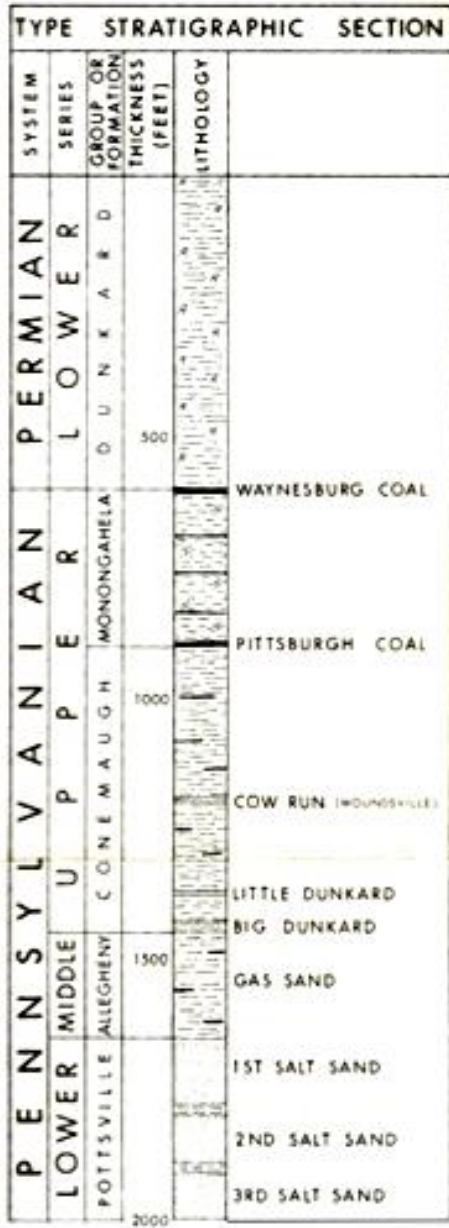 TYPE STRATIGRAPHIC SECTION
SYSTEM
SERIES
GROUP OR
FORMATION
THICKNESS
(FEET)
LITHOLOGY
PERMIAN
LOWER
DUNKARD
500
WAYNESBURG COAL
PENNSYLVANIAN
UPPER
MONONGAHELA
PITTSBURGH COAL
CONEMAUGH
1000
COW RUN (MOUNDSVILLE)
LITTLE DUNKARD
BIG DUNKARD
MIDDLE
ALLEGHENY
1500
GAS SAND
LOWER
POTTSVILLE
1ST SALT SAND
2ND SALT SAND
3RD SALT SAND
2000